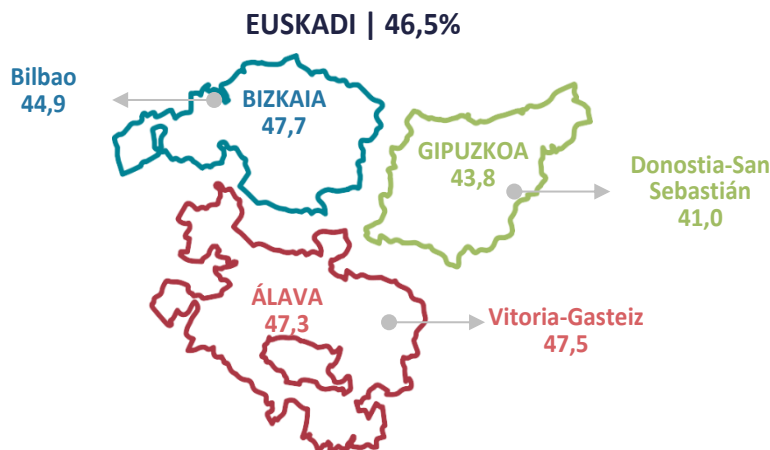 EUSKADI | 46,5%
Bilbao
44,9
BIZKAIA
47,7
GIPUZKOA
43,8
Donostia-San
Sebastián
41,0
ÁLAVA
47,3
Vitoria-Gasteiz
47,5